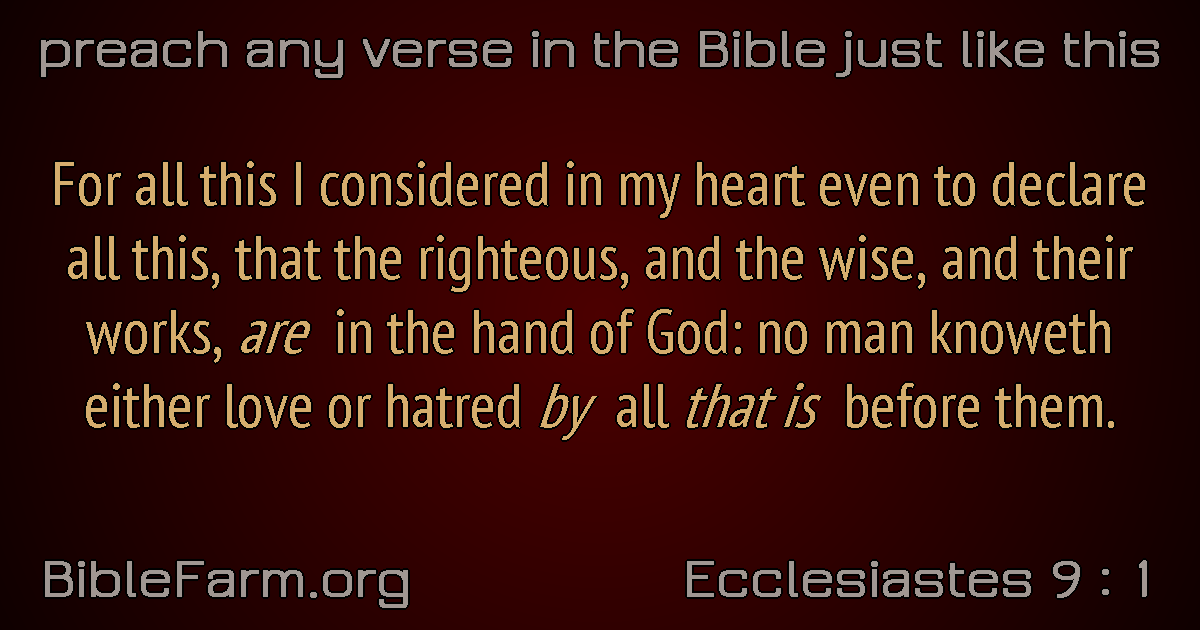 preach any verse in the Bible just like this
For all this I considered in my heart even to declare
all this, that the righteous, and the wise, and their
works, are in the hand of God: no man knoweth
either love or hatred by all that is before them.
BibleFarm.org
Ecclesiastes 9 : 1